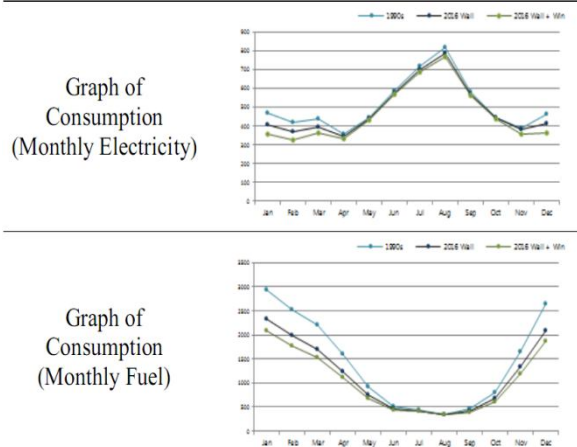 1990s 2016 Wall 2016 Wall + Win
Graph of
Consumption
(Monthly Electricity)
900
800
700
600
500
400
300
200
100
0
Jan Feb Mar Apr May Jun Jul Aug Sep Oct Nov Dec
1990s 2016 Wall 2016 Wall + Win
Graph of
Consumption
(Monthly Fuel)
3500
3000
2500
2000
1500
1000
500
0
Jan Feb Mar Apr May Jun Jul Aug Sep Oct Nov Dec